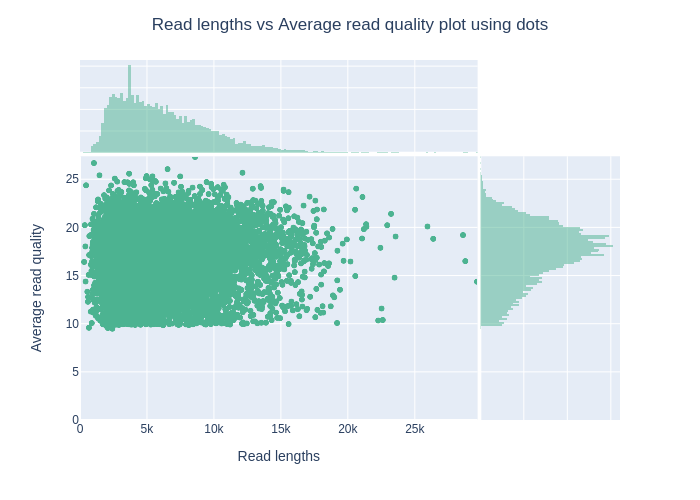 Read lengths vs Average read quality plot using dots
25
20
15
10
5
0
Average read quality
0 5k 10k 15k 20k 25k
Read lengths